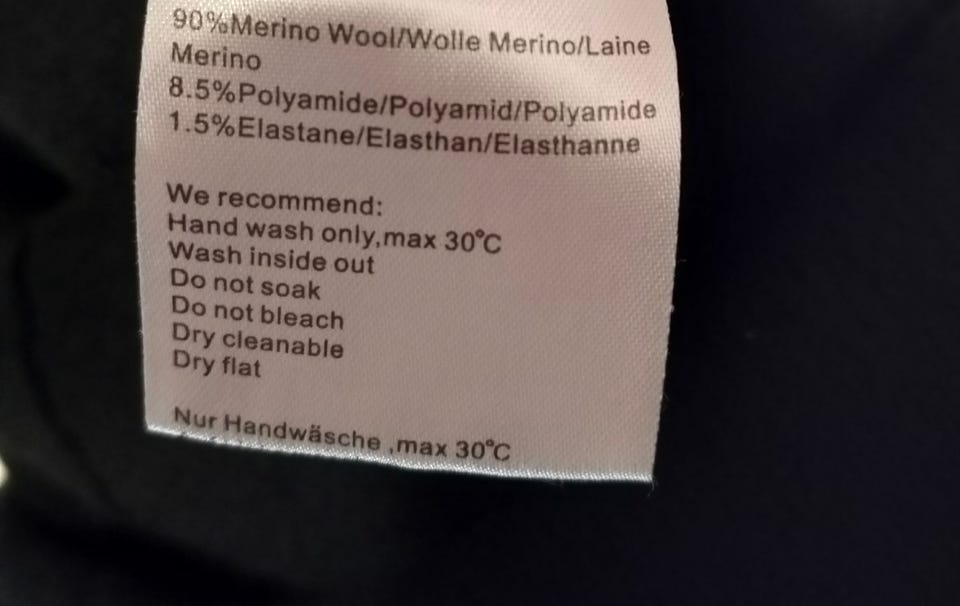 90%Merino Wool/Wolle Merino/Laine
Merino
8.5%Polyamide/Polyamid/Polyamide
1.5%Elastane/Elasthan/Elasthanne
We recommend:
Hand wash only,max 30°C
Wash inside out
Do not soak
Do not bleach
Dry cleanable
Dry flat
Nur Handwäsche ,max 30°C